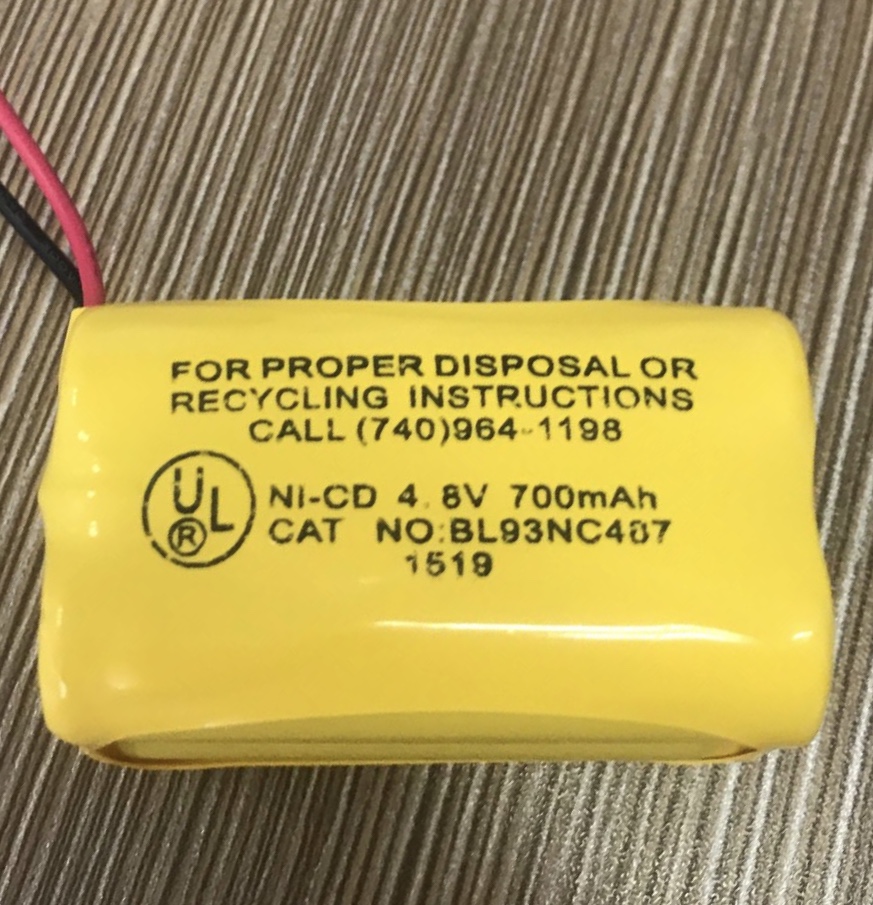 FOR PROPER DISPOSAL OR
RECYCLING INSTRUCTIONS
CALL (740)964-1198
UL
®
NI-CD 4.8V 700mAh
CAT NO:BL93NC487
1519